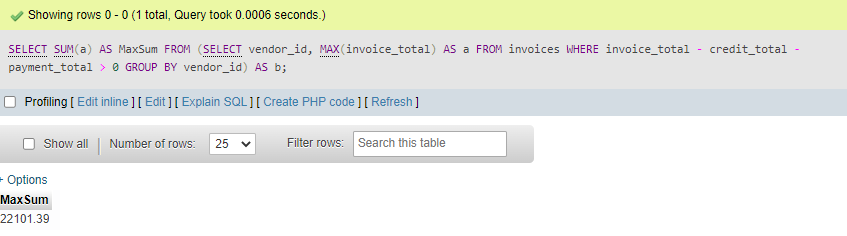 Showing rows 0 - 0 (1 total, Query took 0.0006 seconds.)
SELECT SUM(a) AS MaxSum FROM (SELECT vendor_id, MAX(invoice_total) AS a FROM invoices WHERE invoice_total - credit_total -
payment_total > 0 GROUP BY vendor_id) AS b;
Profiling [ Edit inline ] [ Edit ] [ Explain SQL ] [ Create PHP code ] [ Refresh ]
Show all | Number of rows: 25 Filter rows: Search this table
+ Options
MaxSum
22101.39